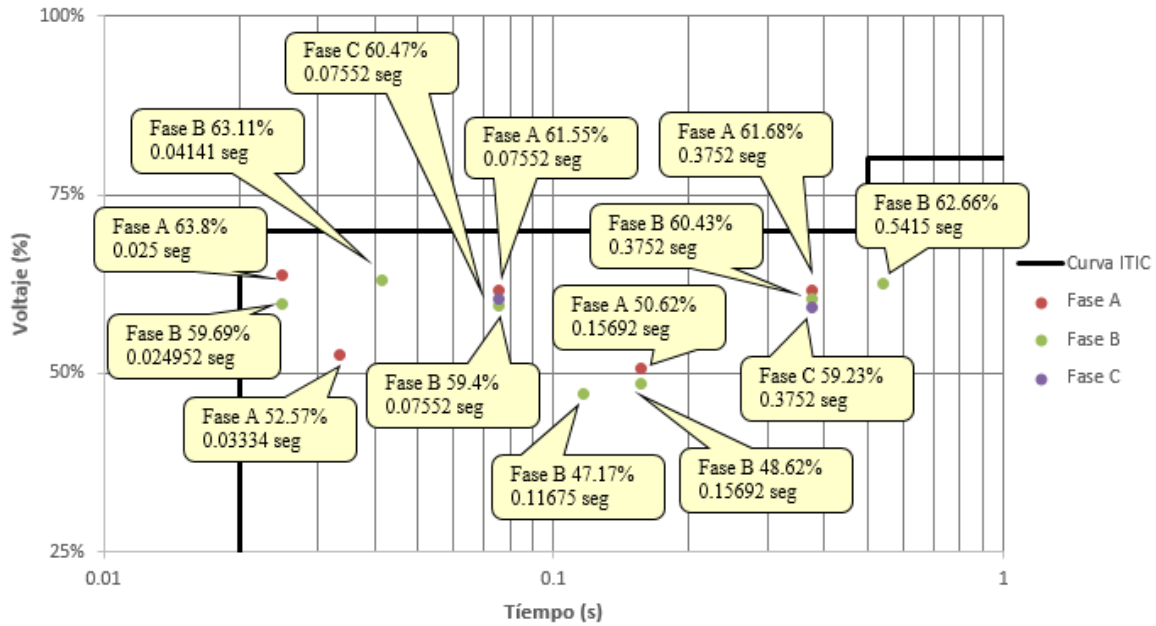 100%
75%
50%
25%
Voltaje (%)
Fase C 60.47%
0.07552 seg
Fase B 63.11%
0.04141 seg
Fase A 61.55%
0.07552 seg
Fase A 61.68%
0.3752 seg
Fase A 63.8%
0.025 seg
Fase B 60.43%
0.3752 seg
Fase B 62.66%
0.5415 seg
Fase B 59.69%
0.024952 seg
Fase A 50.62%
0.15692 seg
Fase A 52.57%
0.03334 seg
Fase B 59.4%
0.07552 seg
Fase C 59.23%
0.3752 seg
Fase B 47.17%
0.11675 seg
Fase B 48.62%
0.15692 seg
Curva ITIC
Fase A
Fase B
Fase C
0.01
0.1
1
Tíempo (s)